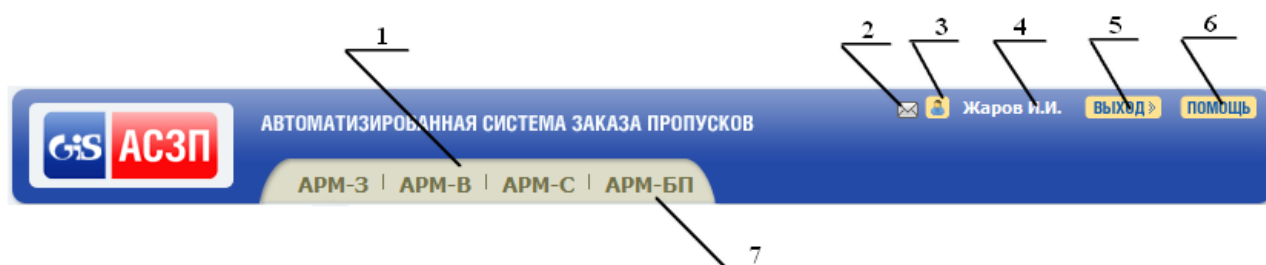 1 2 3 4 5 6
GiS АСЗП
АВТОМАТИЗИРОВАННАЯ СИСТЕМА ЗАКАЗА ПРОПУСКОВ
Жаров Н.И. ВЫХОД » ПОМОЩЬ
АРМ-З | АРМ-В | АРМ-С | АРМ-БП
7